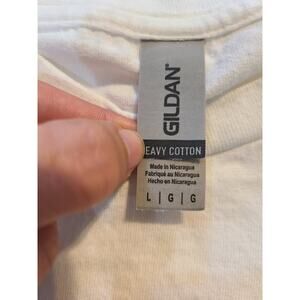 GILDAN®
EAVY COTTON
Made in Nicaragua
Fabriqué au Nicaragua
Hecho en Nicaragua
L | G | G